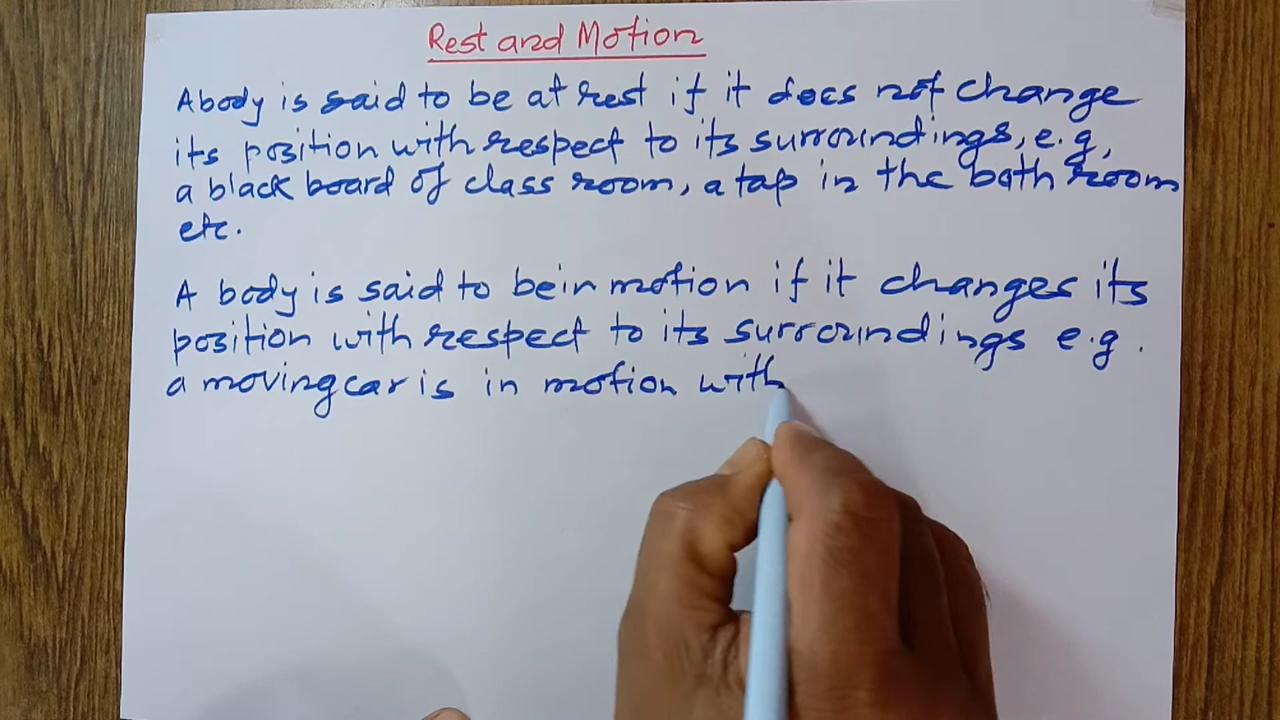 Rest and Motion
A body is said to be at rest if it does not change
its position with respect to its surroundings, e.g,
a black board of class room, a tap in the bath room
etc.
A body is said to be in motion if it changes its
position with respect to its surroundings e.g.
a moving car is in motion with